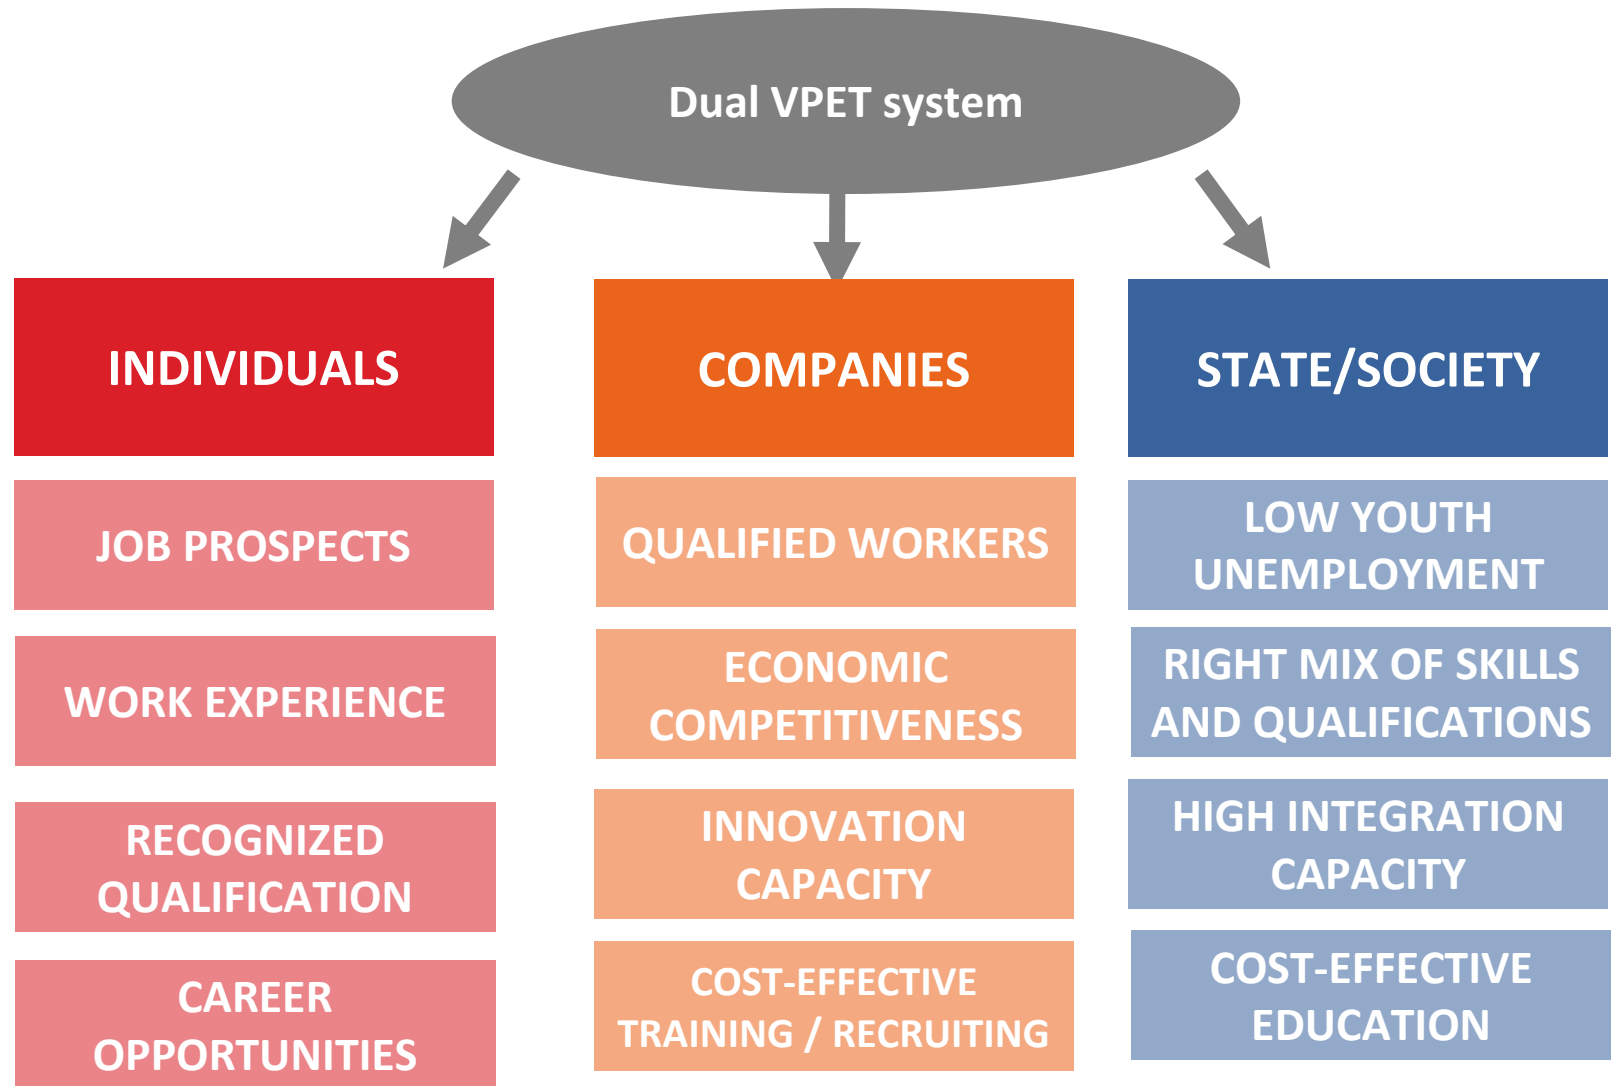 Dual VPET system
INDIVIDUALS
JOB PROSPECTS
WORK EXPERIENCE
RECOGNIZED
QUALIFICATION
CAREER
OPPORTUNITIES
COMPANIES
QUALIFIED WORKERS
ECONOMIC
COMPETITIVENESS
INNOVATION
CAPACITY
COST-EFFECTIVE
TRAINING / RECRUITING
STATE/SOCIETY
LOW YOUTH
UNEMPLOYMENT
RIGHT MIX OF SKILLS
AND QUALIFICATIONS
HIGH INTEGRATION
CAPACITY
COST-EFFECTIVE
EDUCATION